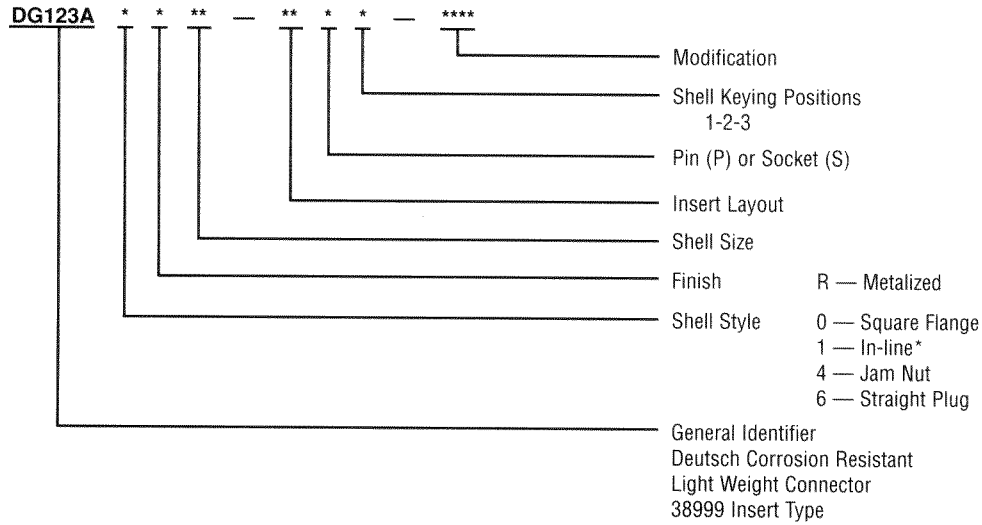 DG123A * * ** — ** * * — ****
Modification
Shell Keying Positions
1-2-3
Pin (P) or Socket (S)
Insert Layout
Shell Size
Finish R — Metalized
Shell Style 0 — Square Flange
1 — In-line*
4 — Jam Nut
6 — Straight Plug
General Identifier
Deutsch Corrosion Resistant
Light Weight Connector
38999 Insert Type